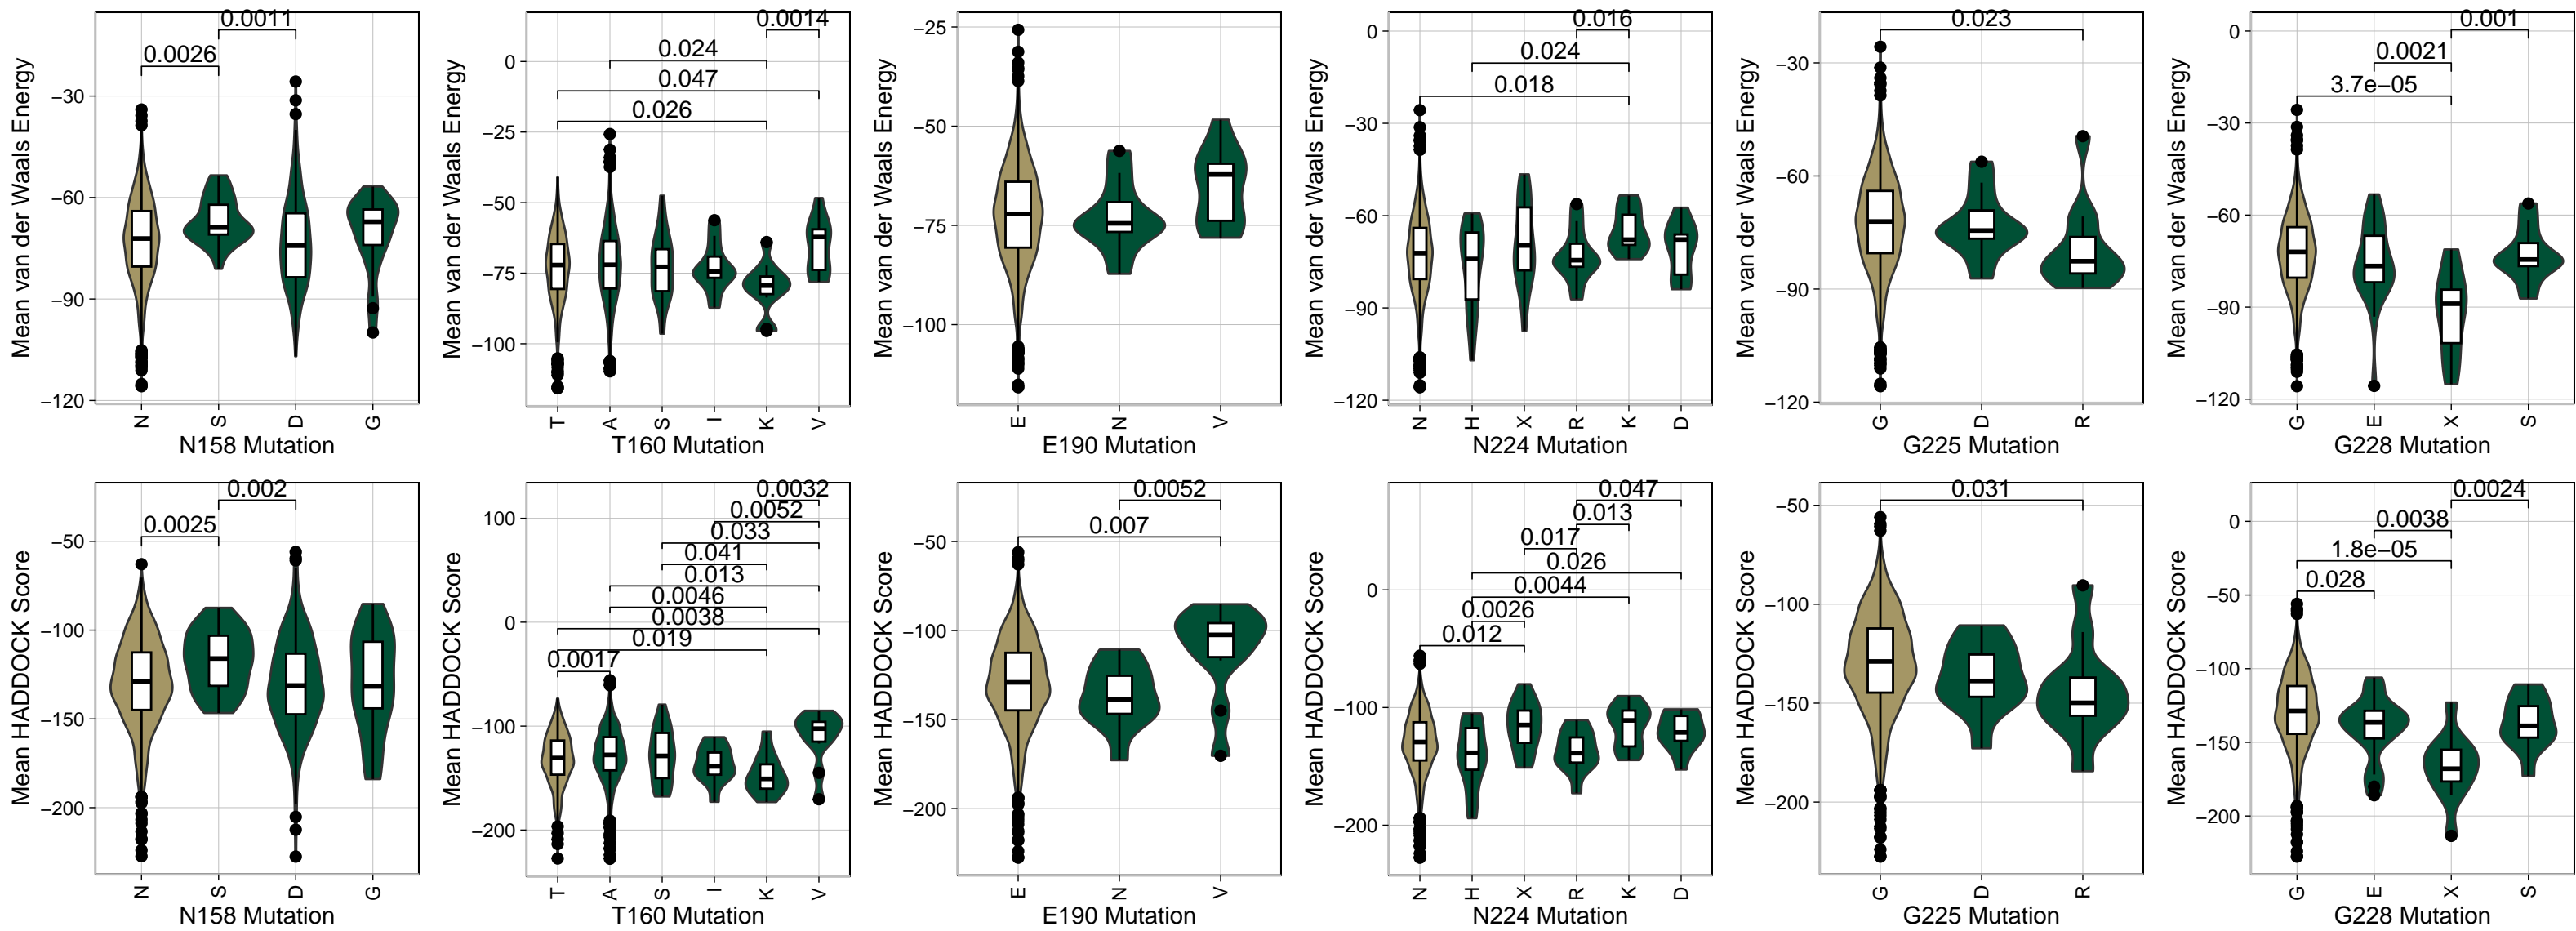 Mean van der Waals Energy
0.0011
0.0026
−30
−60
−90
−120
N
S
D
G
N158 Mutation
Mean van der Waals Energy
0.0014
0.024
0.047
0.026
0
−25
−50
−75
−100
T
A
S
I
K
V
T160 Mutation
Mean van der Waals Energy
−25
−50
−75
−100
E
N
V
E190 Mutation
Mean van der Waals Energy
0.016
0.024
0.018
0
−30
−60
−90
−120
N
H
X
R
K
D
N224 Mutation
Mean van der Waals Energy
0.023
−30
−60
−90
−120
G
D
R
G225 Mutation
Mean van der Waals Energy
0.001
0.0021
3.7e−05
0
−30
−60
−90
−120
G
E
X
S
G228 Mutation
Mean HADDOCK Score
0.002
0.0025
−50
−100
−150
−200
N
S
D
G
N158 Mutation
Mean HADDOCK Score
0.0032
0.0052
0.033
0.041
0.013
0.0046
0.0038
0.019
0.0017
100
0
−100
−200
T
A
S
I
K
V
T160 Mutation
Mean HADDOCK Score
0.0052
0.007
−50
−100
−150
−200
E
N
V
E190 Mutation
Mean HADDOCK Score
0.047
0.013
0.017
0.026
0.0044
0.0026
0.012
0
−100
−200
N
H
X
R
K
D
N224 Mutation
Mean HADDOCK Score
0.031
−50
−100
−150
−200
G
D
R
G225 Mutation
Mean HADDOCK Score
0.0024
0.0038
1.8e−05
0.028
0
−50
−100
−150
−200
G
E
X
S
G228 Mutation